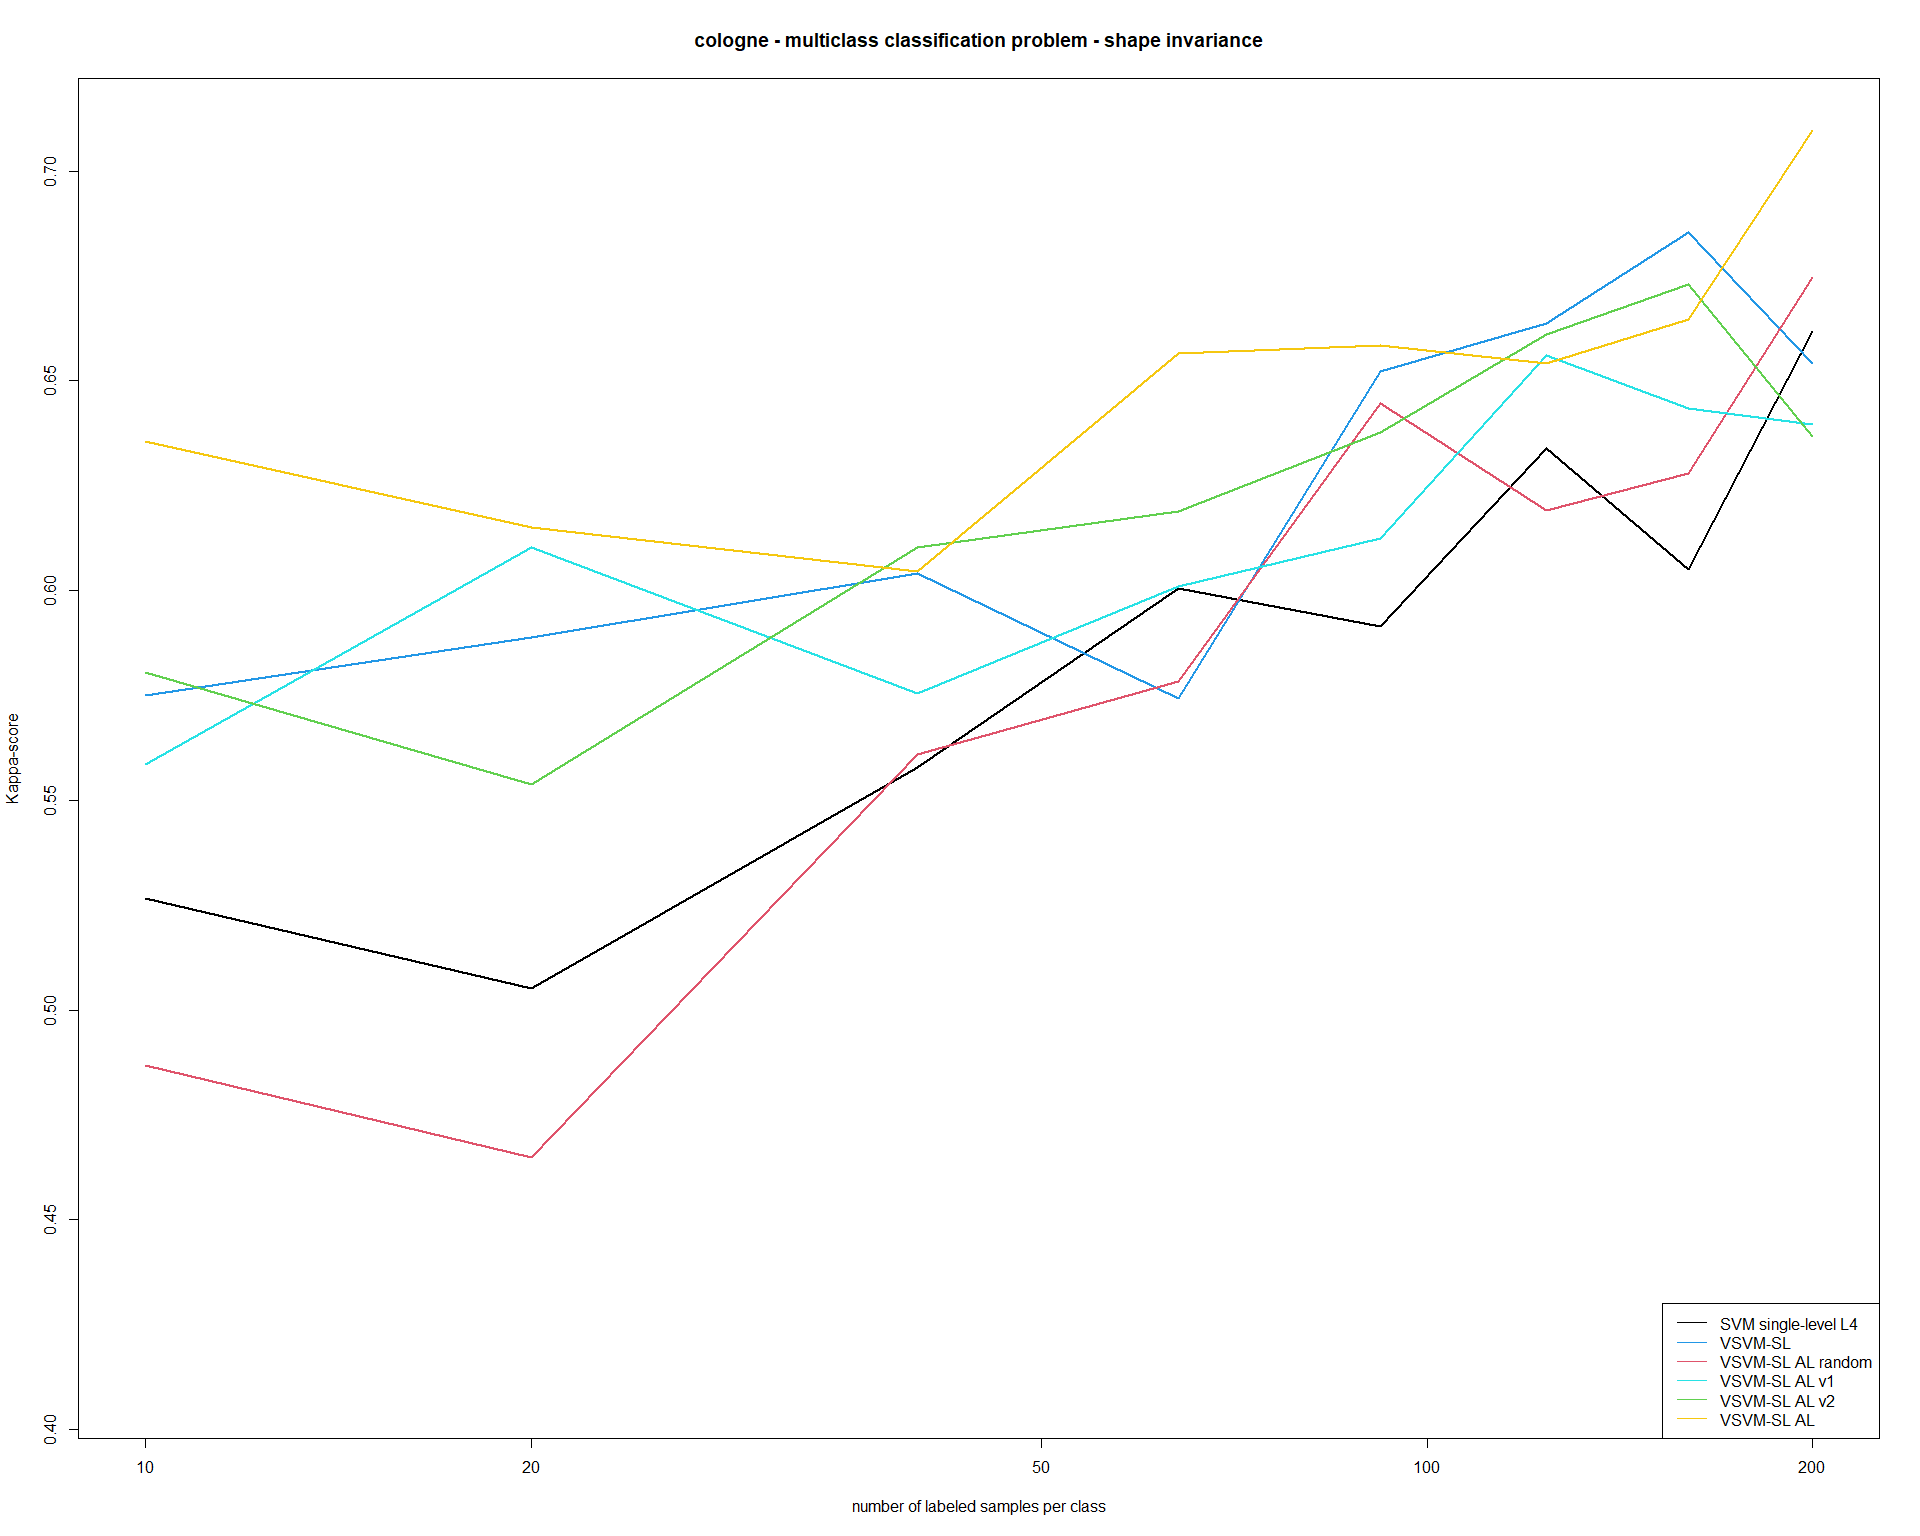 cologne - multiclass classification problem - shape invariance
Kappa-score
0.70
0.65
0.60
0.55
0.50
0.45
0.40
10 20 50 100 200
number of labeled samples per class
SVM single-level L4
VSVM-SL
VSVM-SL AL random
VSVM-SL AL v1
VSVM-SL AL v2
VSVM-SL AL